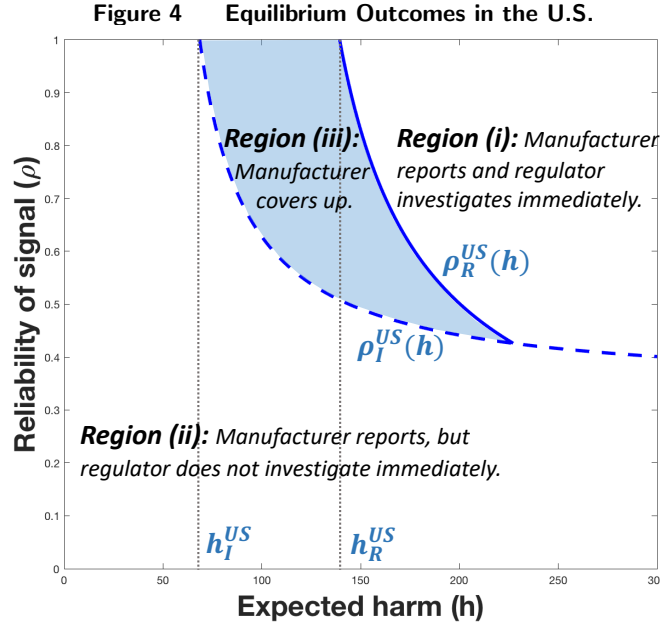 Figure 4 Equilibrium Outcomes in the U.S.
1
0.9
0.8
0.7
0.6
0.5
0.4
0.3
0.2
0.1
0
Reliability of signal (ρ)
Region (iii):
Manufacturer
covers up.
Region (i): Manufacturer
reports and regulator
investigates immediately.
ρ_R^US(h)
ρ_I^US(h)
Region (ii): Manufacturer reports, but
regulator does not investigate immediately.
h_I^US
h_R^US
0 50 100 150 200 250 300
Expected harm (h)